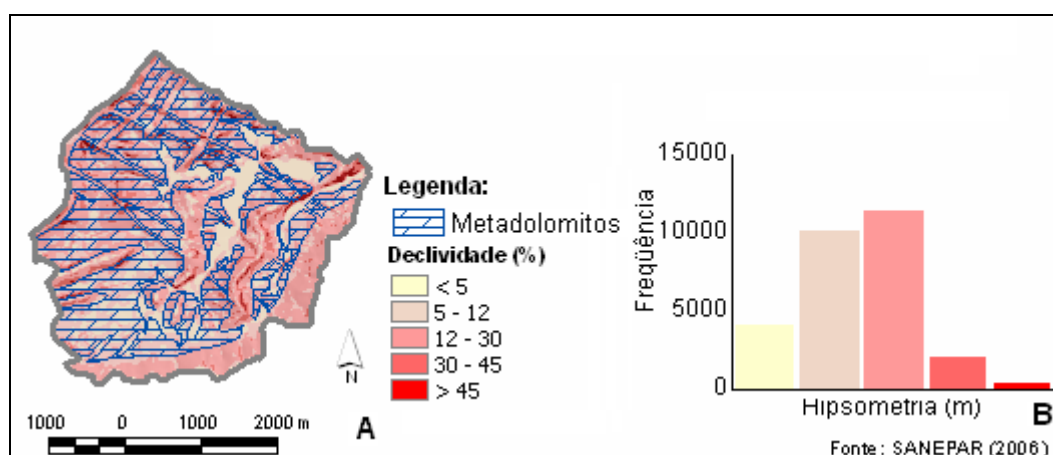 Legenda:
Metadolomitos
Declividade (%)
< 5
5 - 12
12 - 30
30 - 45
> 45
N
1000 0 1000 2000 m
A
Freqüência
15000
10000
5000
0
Hipsometria (m)
B
Fonte: SANEPAR (2006)